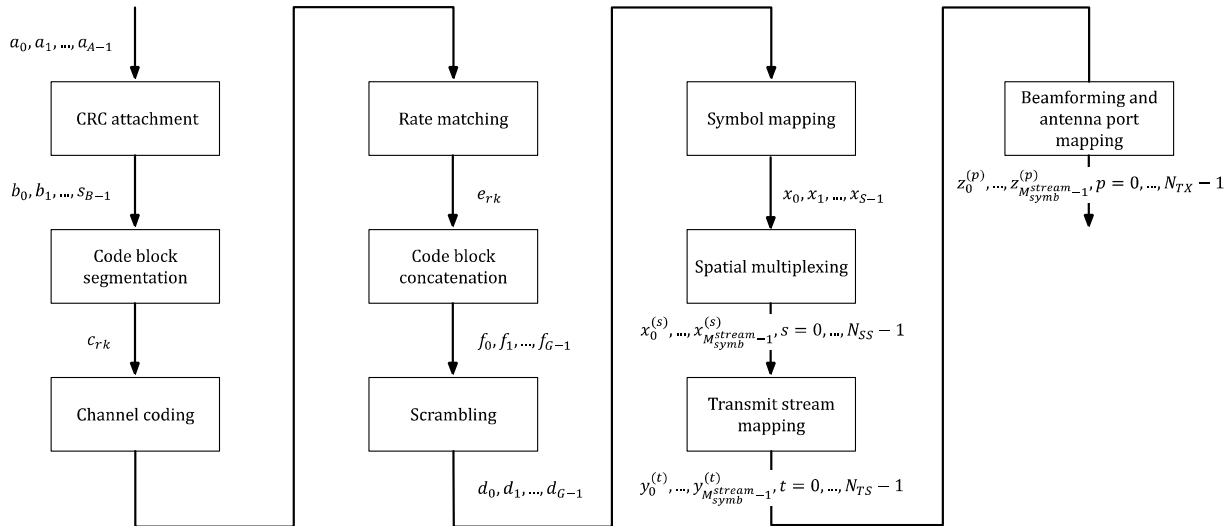 a_0, a_1, ..., a_{A-1}
CRC attachment
b_0, b_1, ..., s_{B-1}
Code block
segmentation
c_{rk}
Channel coding
Rate matching
e_{rk}
Code block
concatenation
f_0, f_1, ..., f_{G-1}
Scrambling
d_0, d_1, ..., d_{G-1}
Symbol mapping
x_0, x_1, ..., x_{S-1}
Spatial multiplexing
x_0^{(s)}, ..., x_{M_{symb}^{stream}-1}^{(s)}, s = 0, ..., N_{SS} - 1
Transmit stream
mapping
y_0^{(t)}, ..., y_{M_{symb}^{stream}-1}^{(t)}, t = 0, ..., N_{TS} - 1
Beamforming and
antenna port
mapping
z_0^{(p)}, ..., z_{M_{symb}^{stream}-1}^{(p)}, p = 0, ..., N_{TX} - 1